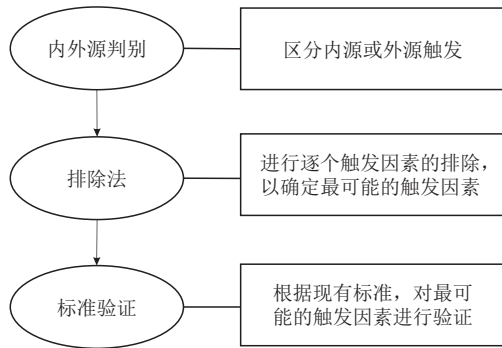 内外源判别
区分内源或外源触发
排除法
进行逐个触发因素的排除，
以确定最可能的触发因素
标准验证
根据现有标准，对最可
能的触发因素进行验证